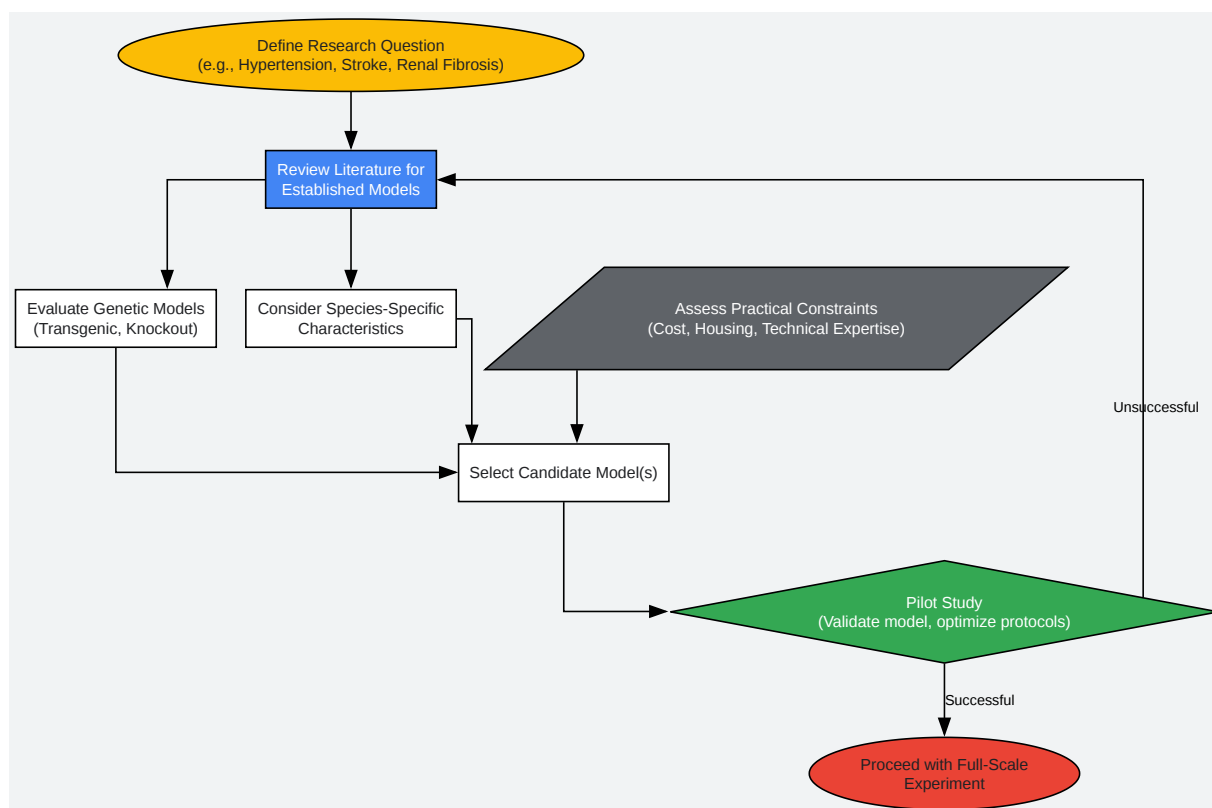 Define Research Question
(e.g., Hypertension, Stroke, Renal Fibrosis)
Review Literature for
Established Models
Evaluate Genetic Models
(Transgenic, Knockout)
Consider Species-Specific
Characteristics
Assess Practical Constraints
(Cost, Housing, Technical Expertise)
Unsuccessful
Select Candidate Model(s)
Pilot Study
(Validate model, optimize protocols)
Successful
Proceed with Full-Scale
Experiment